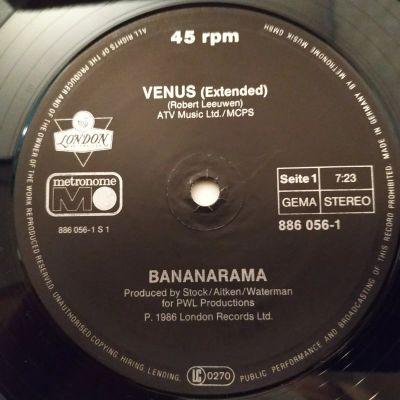 45 rpm
VENUS (Extended)
(Robert Leeuwen)
ATV Music Ltd./MCPS
LONDON
metronome
886 056-1 S 1
Seite 1 7:23
GEMA STEREO
886 056-1
BANANARAMA
Produced by Stock/Aitken/Waterman
for PWL Productions
P. 1986 London Records Ltd.
LC 0270
ALL RIGHTS OF THE PRODUCER AND OF THE OWNER OF THE WORK REPRODUCED RESERVED. UNAUTHORISED COPYING, HIRING, LENDING, PUBLIC PERFORMANCE AND BROADCASTING OF THIS RECORD PROHIBITED. MADE IN GERMANY BY METRONOME MUSIK GMBH